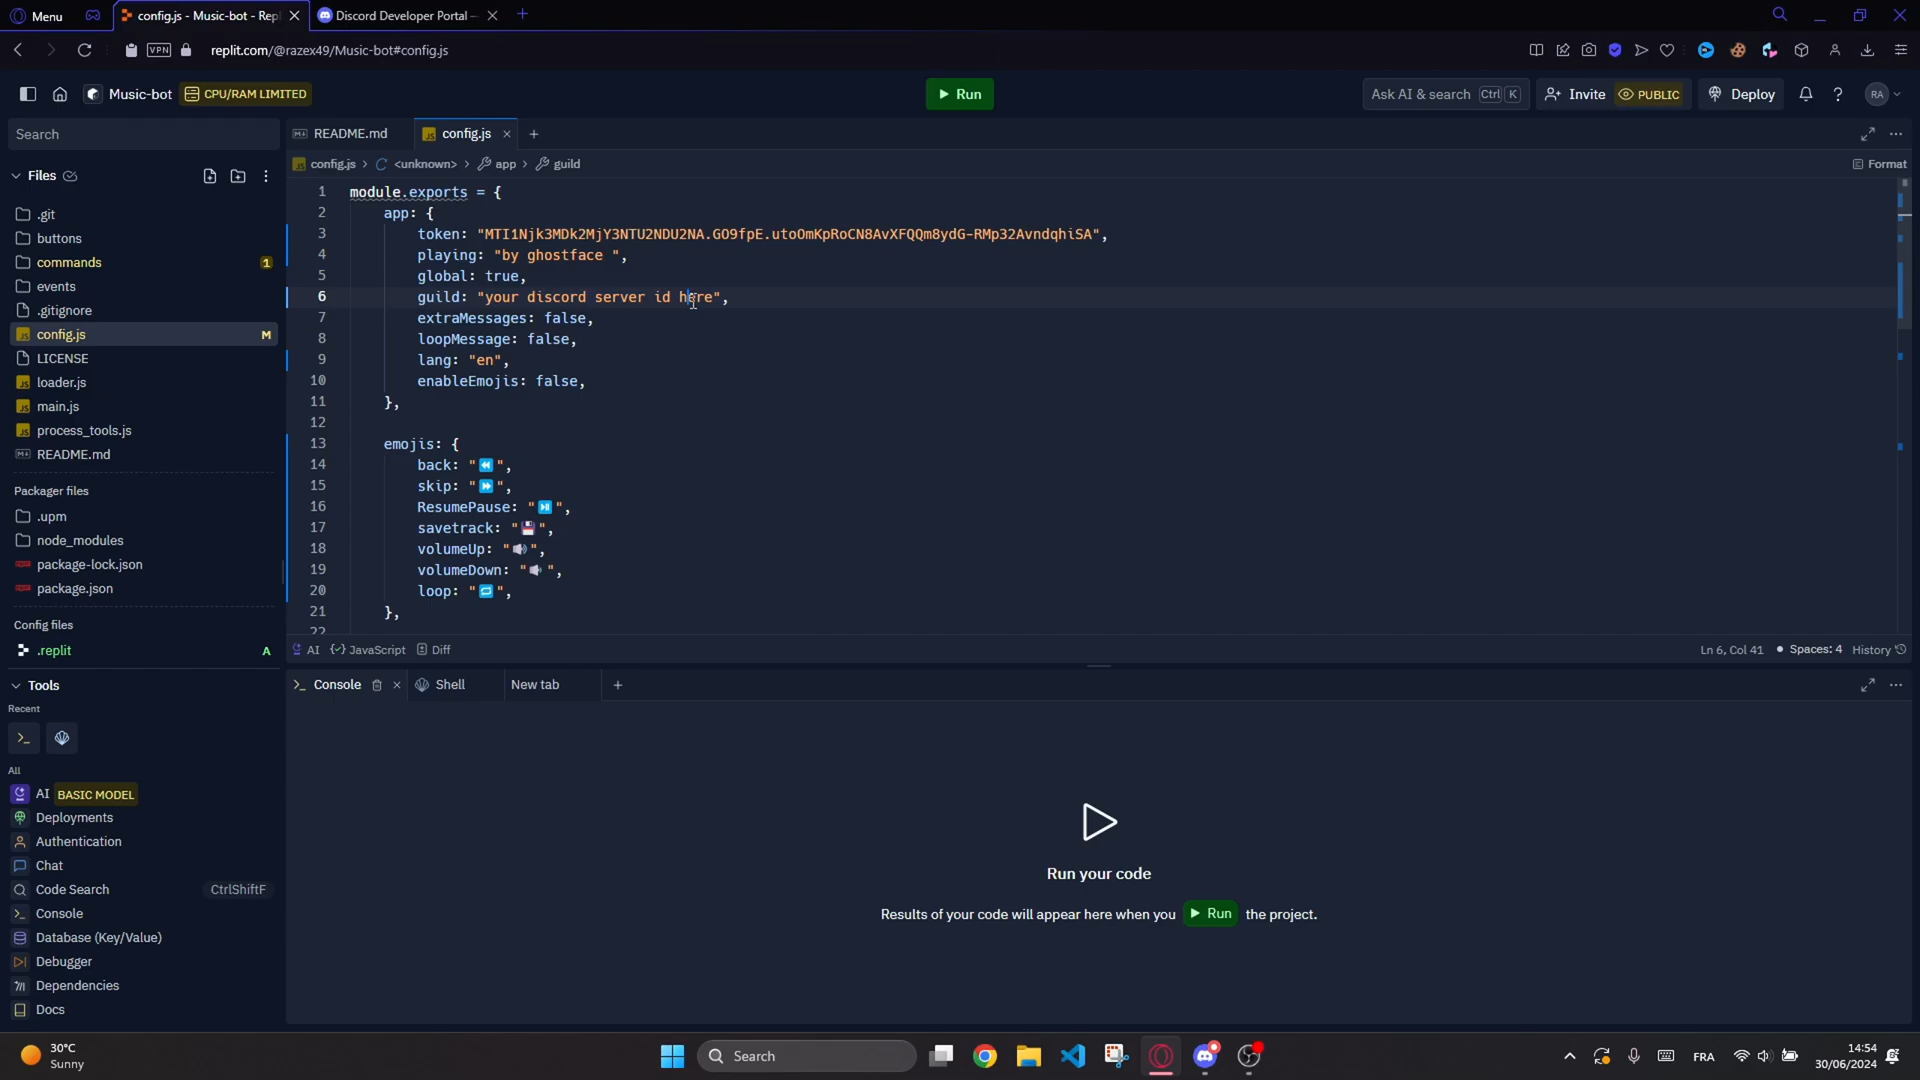 Menu
config.js - Music-bot - Repl
Discord Developer Portal —
VPN
replit.com/@razex49/Music-bot#config.js
Music-bot
CPU/RAM LIMITED
Run
Ask AI & search Ctrl K
Invite
PUBLIC
Deploy
?
RA
Search
README.md
config.js
Files
config.js > <unknown> > app > guild
Format
.git
buttons
commands 1
events
.gitignore
config.js M
LICENSE
loader.js
main.js
process_tools.js
README.md
Packager files
.upm
node_modules
package-lock.json
package.json
Config files
.replit A
1 module.exports = {
2 app: {
3 token: "MTI1Njk3MDk2MjY3NTU2NDU2NA.GO9fpE.utoOmKpRoCN8AvXFQQm8ydG-RMp32AvndqhiSA",
4 playing: "by ghostface ",
5 global: true,
6 guild: "your discord server id here",
7 extraMessages: false,
8 loopMessage: false,
9 lang: "en",
10 enableEmojis: false,
11 },
12
13 emojis: {
14 back: "⏪",
15 skip: "⏩",
16 ResumePause: "⏯️",
17 savetrack: "💾",
18 volumeUp: "🔊",
19 volumeDown: "🔉",
20 loop: "🔁",
21 },
22
AI JavaScript Diff
Ln 6, Col 41 • Spaces: 4 History
Tools
Recent
All
AI BASIC MODEL
Deployments
Authentication
Chat
Code Search CtrlShiftF
Console
Database (Key/Value)
Debugger
Dependencies
Docs
Console
Shell
New tab
Run your code
Results of your code will appear here when you Run the project.
30°C
Sunny
Search
FRA
14:54
30/06/2024